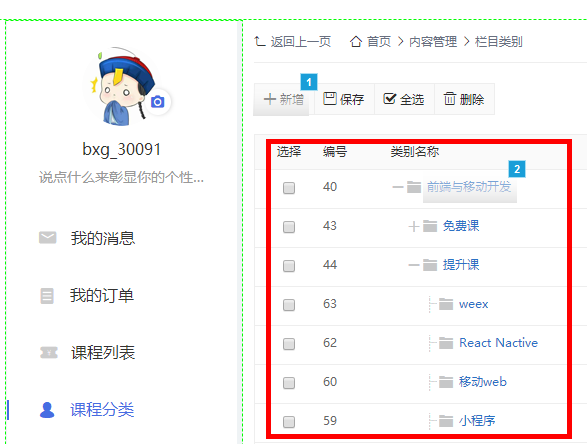 返回上一页 首页 > 内容管理 > 栏目类别
1
新增 保存 全选 删除
bxg_30091
说点什么来彰显你的个性...
我的消息
我的订单
课程列表
课程分类
选择 编号 类别名称
2
40 前端与移动开发
43 免费课
44 提升课
63 weex
62 React Nactive
60 移动web
59 小程序